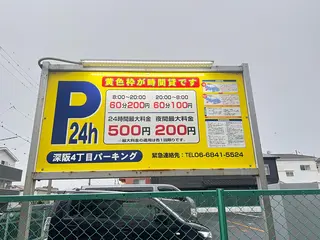 黄色枠が時間貸です
P
24h
8:00～20:00
60分200円
20:00～8:00
60分100円
24時間最大料金
500円
夜間最大料金
200円
深阪4丁目パーキング
緊急連絡先：TEL06-6841-5524